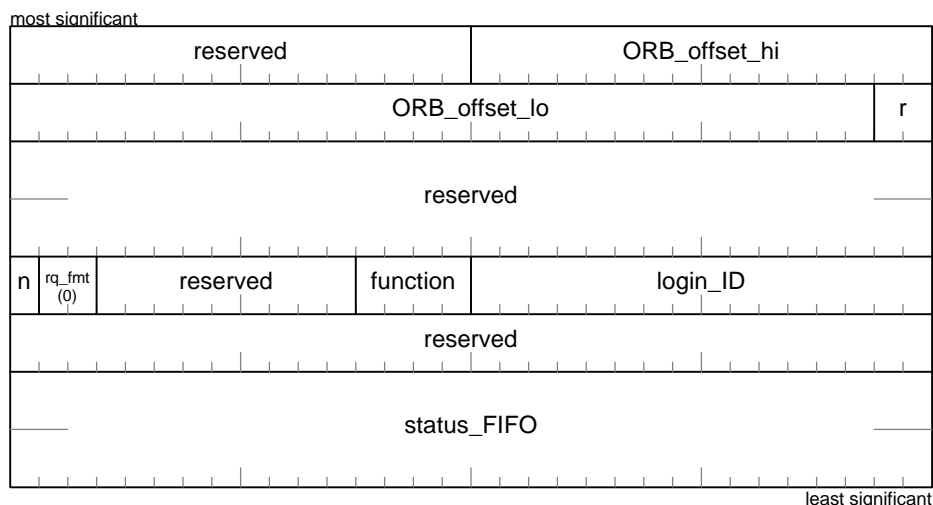 most significant
reserved ORB_offset_hi
ORB_offset_lo r
reserved
n rq_fmt (0) reserved function login_ID
reserved
status_FIFO
least significant